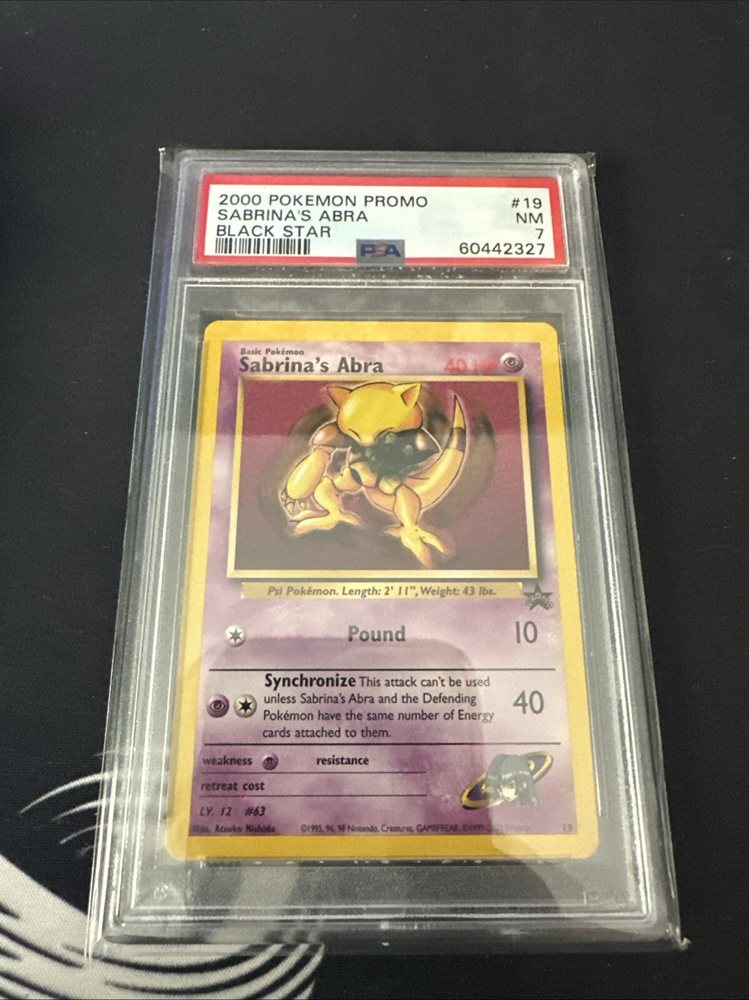 2000 POKEMON PROMO #19
SABRINA'S ABRA NM
BLACK STAR 7
PSA 60442327
Basic Pokémon
Sabrina's Abra 40
Psi Pokémon. Length: 2' 11", Weight: 43 lbs.
PROMO
Pound 10
Synchronize This attack can't be used
unless Sabrina's Abra and the Defending 40
Pokémon have the same number of Energy
cards attached to them.
weakness resistance
retreat cost
LV. 12 #63
Illus. Atsuko Nishida ©1995, 96, 98 Nintendo, Creatures, GAMEFREAK. 19